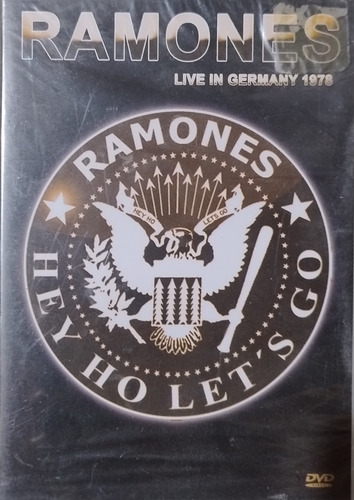 RAMONES
LIVE IN GERMANY 1978
RAMONES
HEY HO LET'S GO
HEY HO LET'S GO
DVD